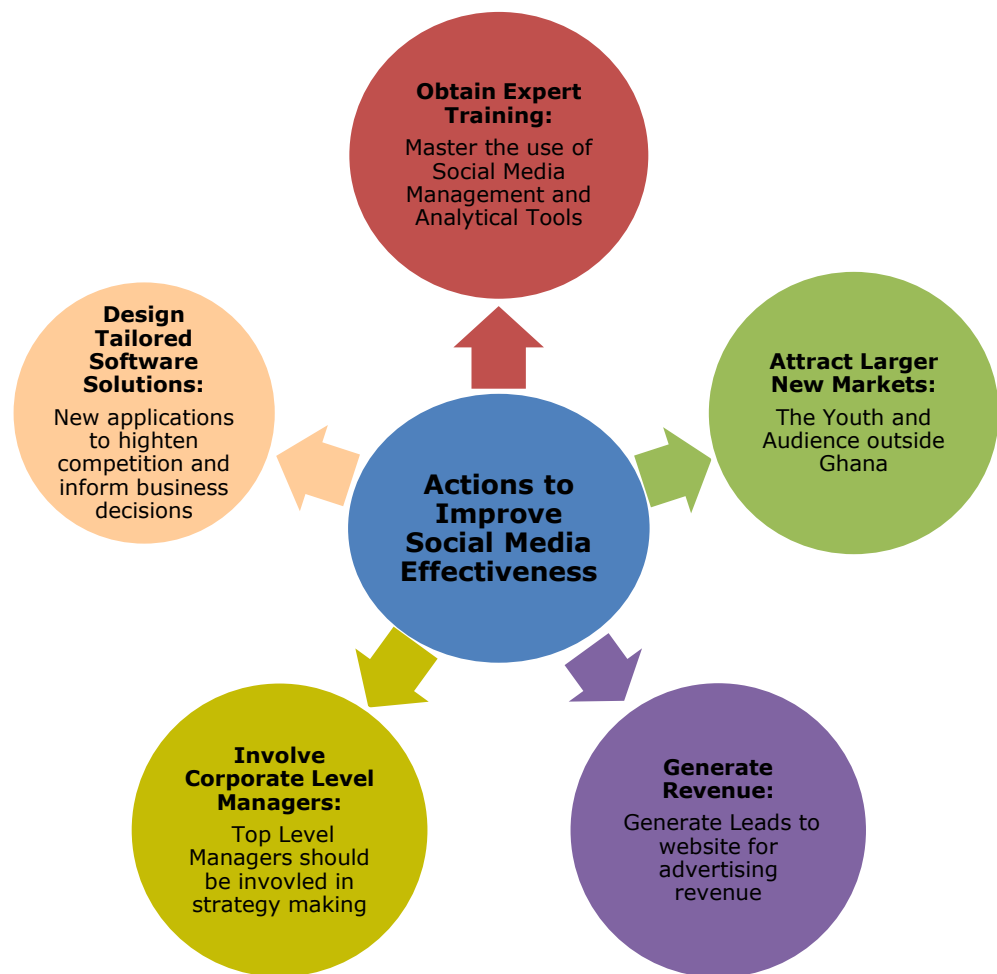 Obtain Expert
Training:
Master the use of
Social Media
Management and
Analytical Tools
Attract Larger
New Markets:
The Youth and
Audience outside
Ghana
Generate
Revenue:
Generate Leads to
website for
advertising
revenue
Involve
Corporate Level
Managers:
Top Level
Managers should
be invovled in
strategy making
Design
Tailored
Software
Solutions:
New applications
to highten
competition and
inform business
decisions
Actions to
Improve
Social Media
Effectiveness